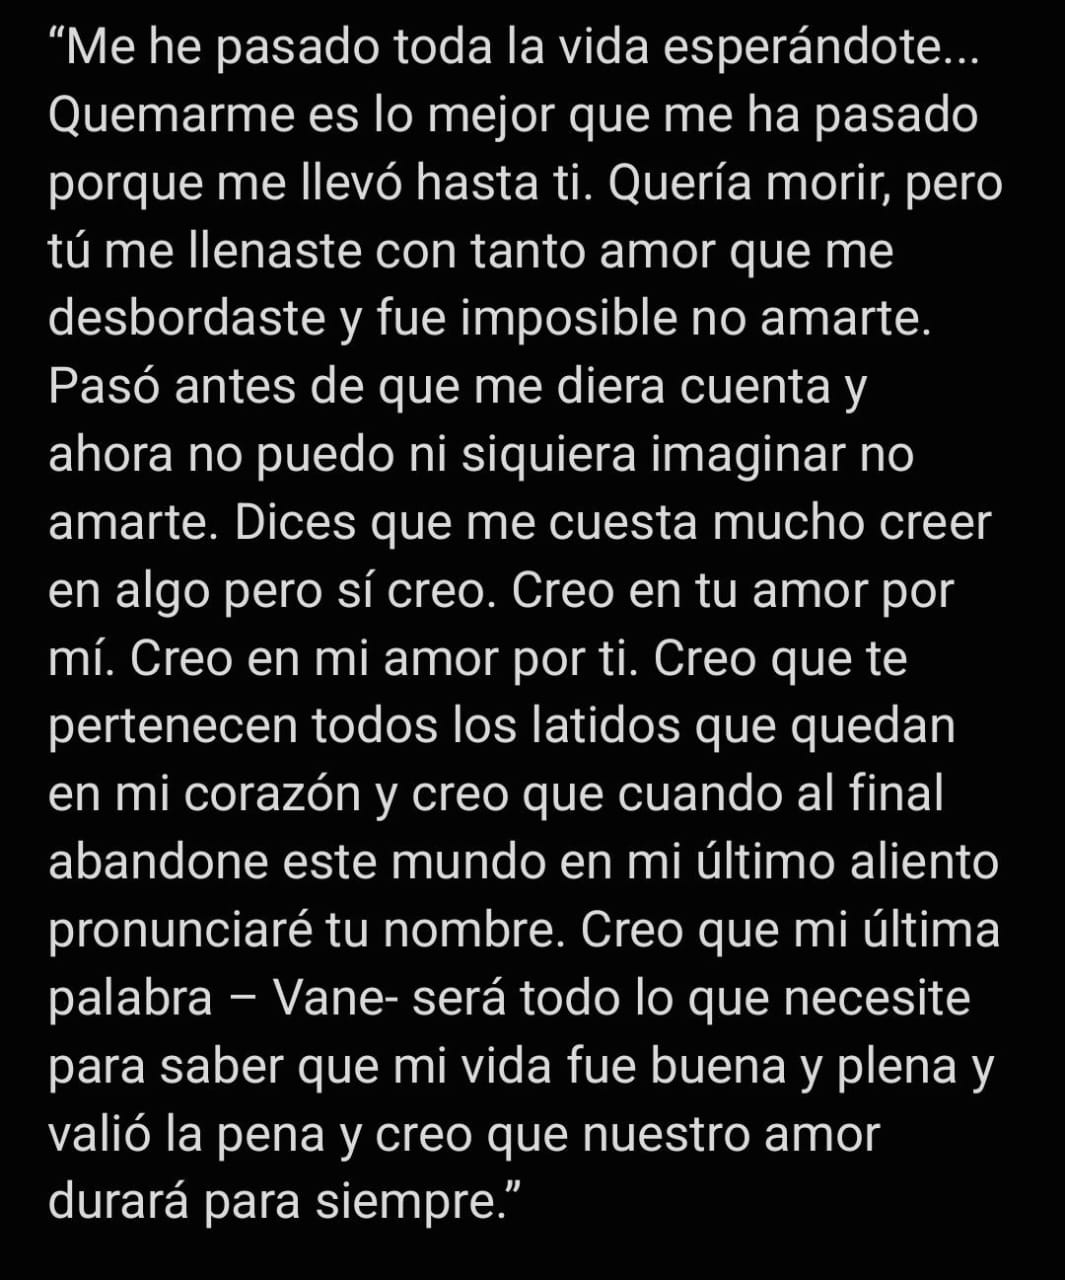 “Me he pasado toda la vida esperándote...
Quemarme es lo mejor que me ha pasado
porque me llevó hasta ti. Quería morir, pero
tú me llenaste con tanto amor que me
desbordaste y fue imposible no amarte.
Pasó antes de que me diera cuenta y
ahora no puedo ni siquiera imaginar no
amarte. Dices que me cuesta mucho creer
en algo pero sí creo. Creo en tu amor por
mí. Creo en mi amor por ti. Creo que te
pertenecen todos los latidos que quedan
en mi corazón y creo que cuando al final
abandone este mundo en mi último aliento
pronunciaré tu nombre. Creo que mi última
palabra – Vane- será todo lo que necesite
para saber que mi vida fue buena y plena y
valió la pena y creo que nuestro amor
durará para siempre.”